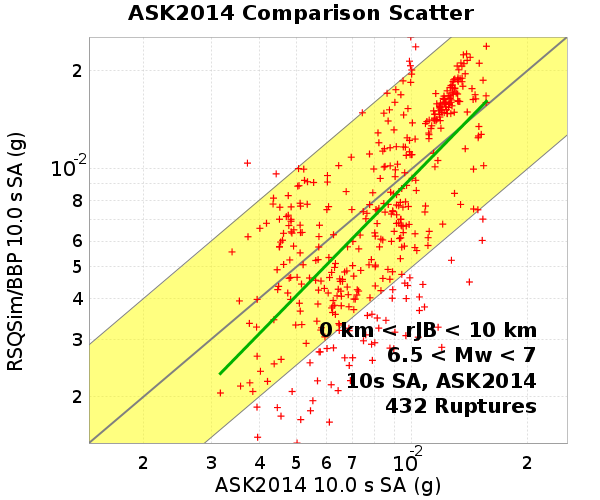 ASK2014 Comparison Scatter
RSQSim/BBP 10.0 s SA (g)
2
10-2
8
6
5
4
3
2
0 km < rJB < 10 km
6.5 < Mw < 7
10s SA, ASK2014
432 Ruptures
2 3 4 5 6 7 10-2 2
ASK2014 10.0 s SA (g)